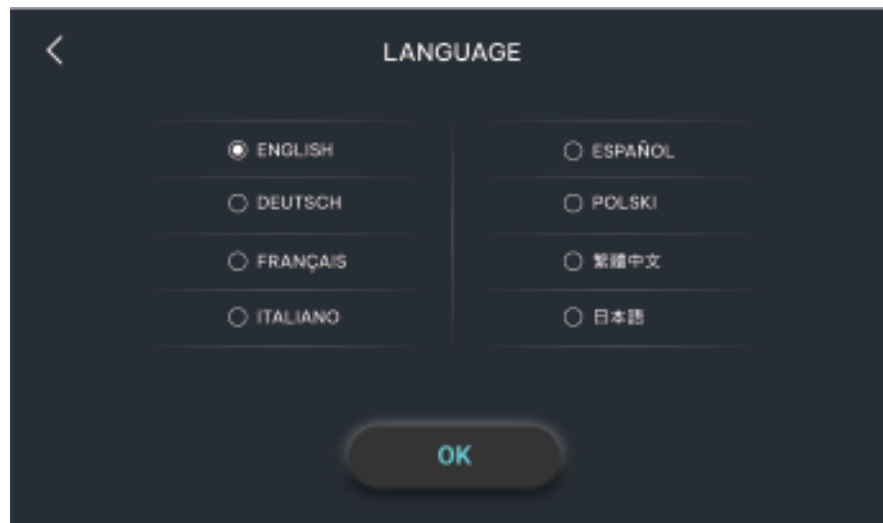 LANGUAGE
ENGLISH
DEUTSCH
FRANÇAIS
ITALIANO
ESPAÑOL
POLSKI
繁體中文
日本語
OK